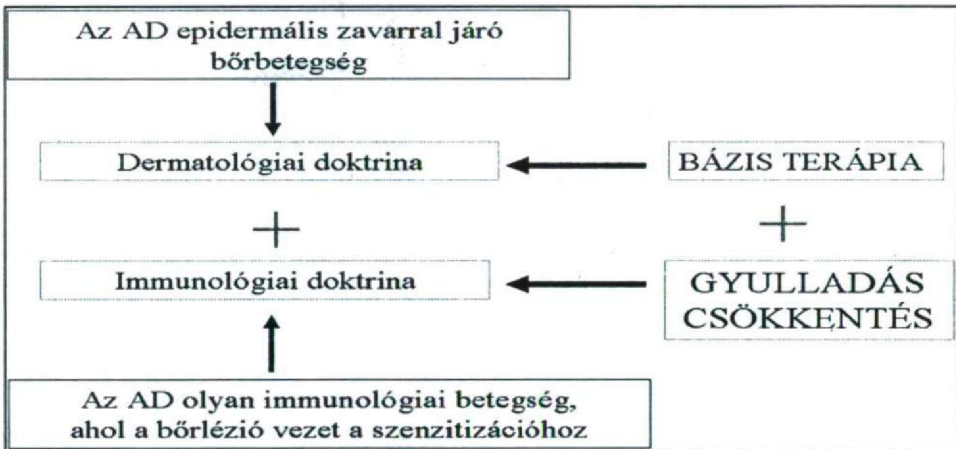 Az AD epidermális zavarral járó
bőrbetegség
Dermatológiai doktrina
BÁZIS TERÁPIA
+
+
Immunológiai doktrina
GYULLADÁS
CSÖKKENTÉS
Az AD olyan immunológiai betegség,
ahol a bőrlézió vezet a szenzitizációhoz